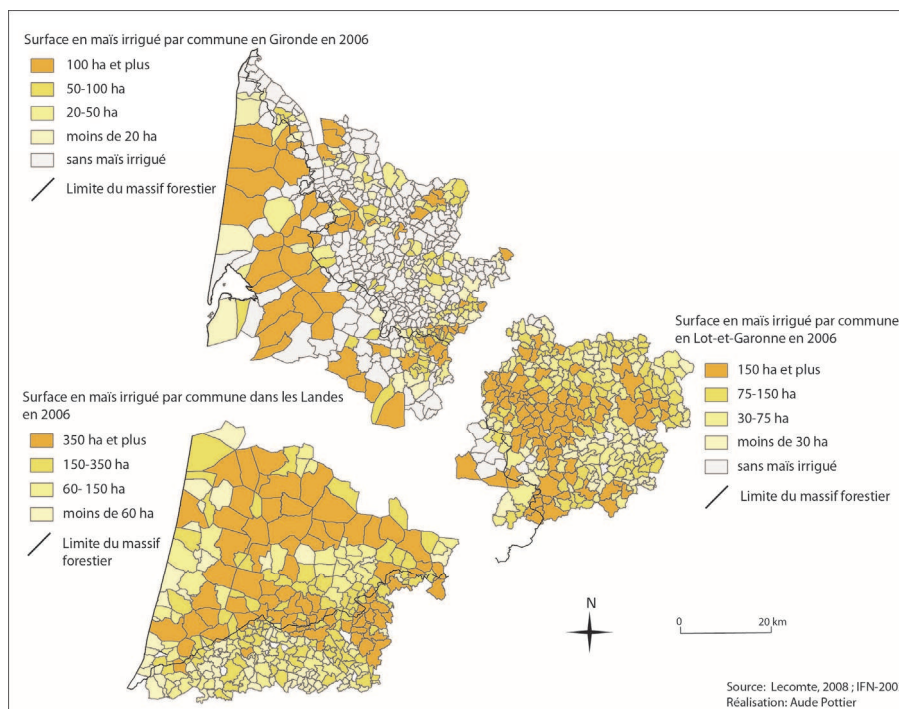 Surface en maïs irrigué par commune en Gironde en 2006
100 ha et plus
50-100 ha
20-50 ha
moins de 20 ha
sans maïs irrigué
Limite du massif forestier
Surface en maïs irrigué par commune
en Lot-et-Garonne en 2006
150 ha et plus
75-150 ha
30-75 ha
moins de 30 ha
sans maïs irrigué
Limite du massif forestier
Surface en maïs irrigué par commune dans les Landes
en 2006
350 ha et plus
150-350 ha
60- 150 ha
moins de 60 ha
Limite du massif
forestier
N
0 20 km
Source: Lecomte, 2008 ; IFN-200
Réalisation: Aude Pottier